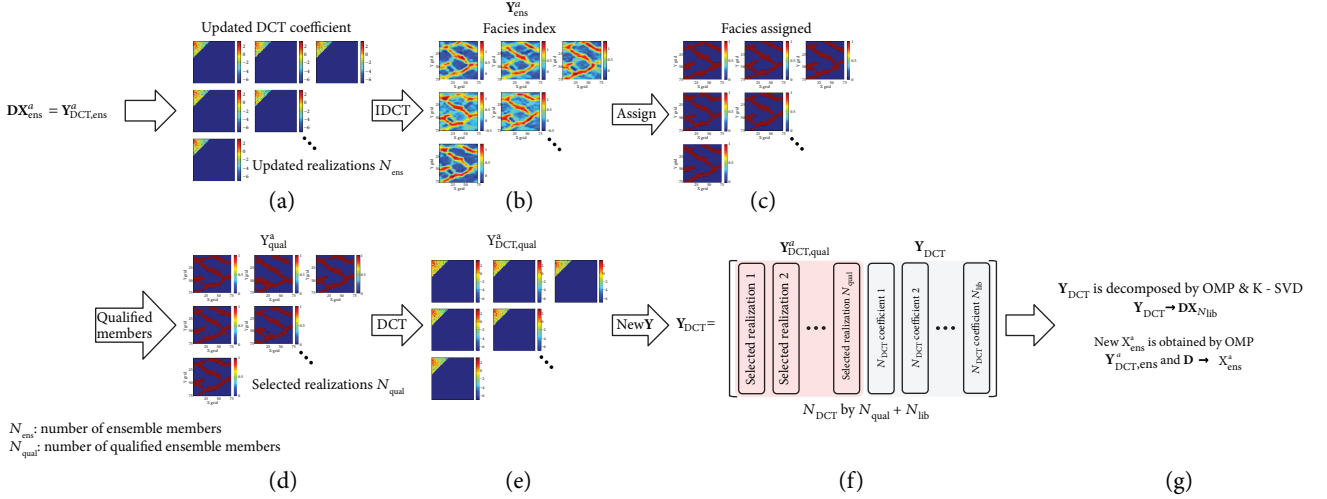 DX^a_ens = Y^a_DCT,ens
Updated DCT coefficient
Updated realizations N_ens
(a)
IDCT
Y^a_ens
Facies index
(b)
Assign
Facies assigned
(c)
Qualified
members
Y^a_qual
Selected realizations N_qual
(d)
DCT
Y^a_DCT,qual
(e)
NewY
Y_DCT=
Y^a_DCT,qual
Y_DCT
Selected realization 1
Selected realization 2
•••
Selected realization N_qual
N_DCT coefficient 1
N_DCT coefficient 2
•••
N_DCT coefficient N_lib
N_DCT by N_qual + N_lib
(f)
Y_DCT is decomposed by OMP & K - SVD
Y_DCT → DX_Nlib
New X^a_ens is obtained by OMP
Y^a_DCT,ens and D → X^a_ens
(g)
N_ens: number of ensemble members
N_qual: number of qualified ensemble members